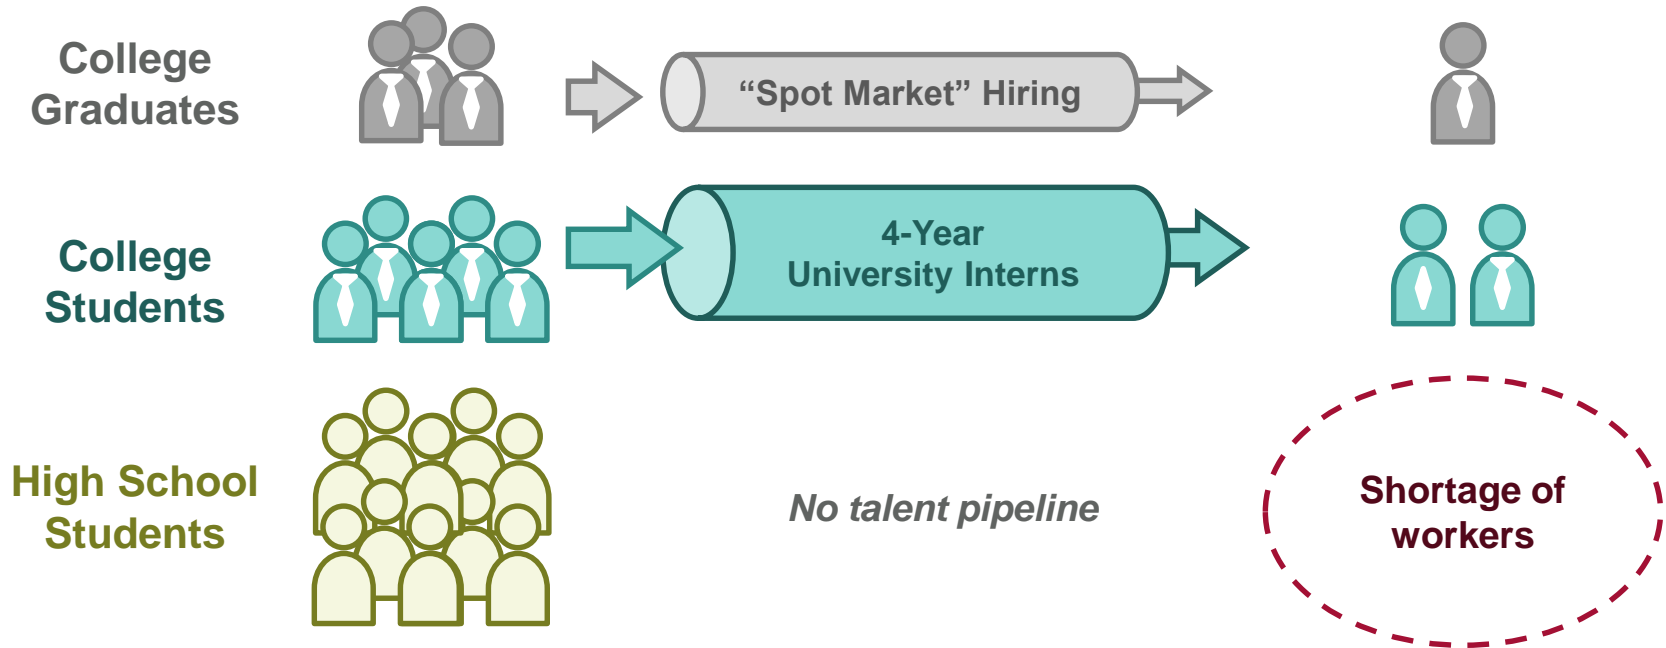 College
Graduates
“Spot Market” Hiring
College
Students
4-Year
University Interns
High School
Students
No talent pipeline
Shortage of
workers